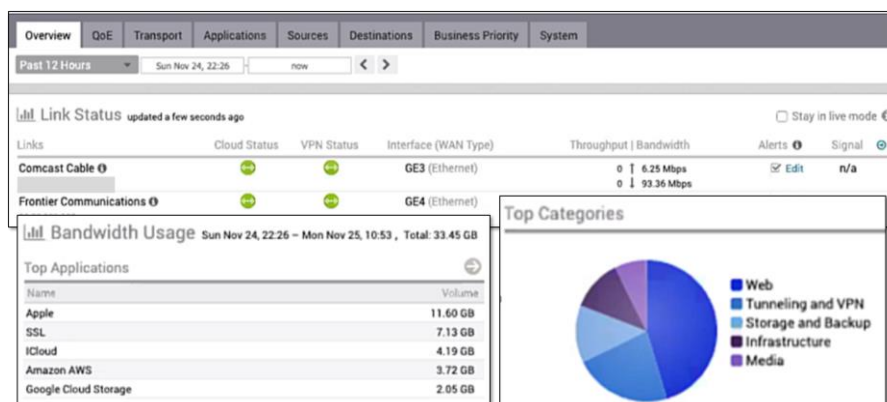 Overview QoE Transport Applications Sources Destinations Business Priority System
Past 12 Hours Sun Nov 24, 22:26 - now
Link Status updated a few seconds ago Stay in live mode
Links Cloud Status VPN Status Interface (WAN Type) Throughput | Bandwidth Alerts Signal
Comcast Cable GE3 (Ethernet) 0 6.25 Mbps Edit n/a
0 93.36 Mbps
Frontier Communications GE4 (Ethernet)
Bandwidth Usage Sun Nov 24, 22:26 – Mon Nov 25, 10:53 , Total: 33.45 GB
Top Applications
Name Volume
Apple 11.60 GB
SSL 7.13 GB
ICloud 4.19 GB
Amazon AWS 3.72 GB
Google Cloud Storage 2.05 GB
Top Categories
Web
Tunneling and VPN
Storage and Backup
Infrastructure
Media